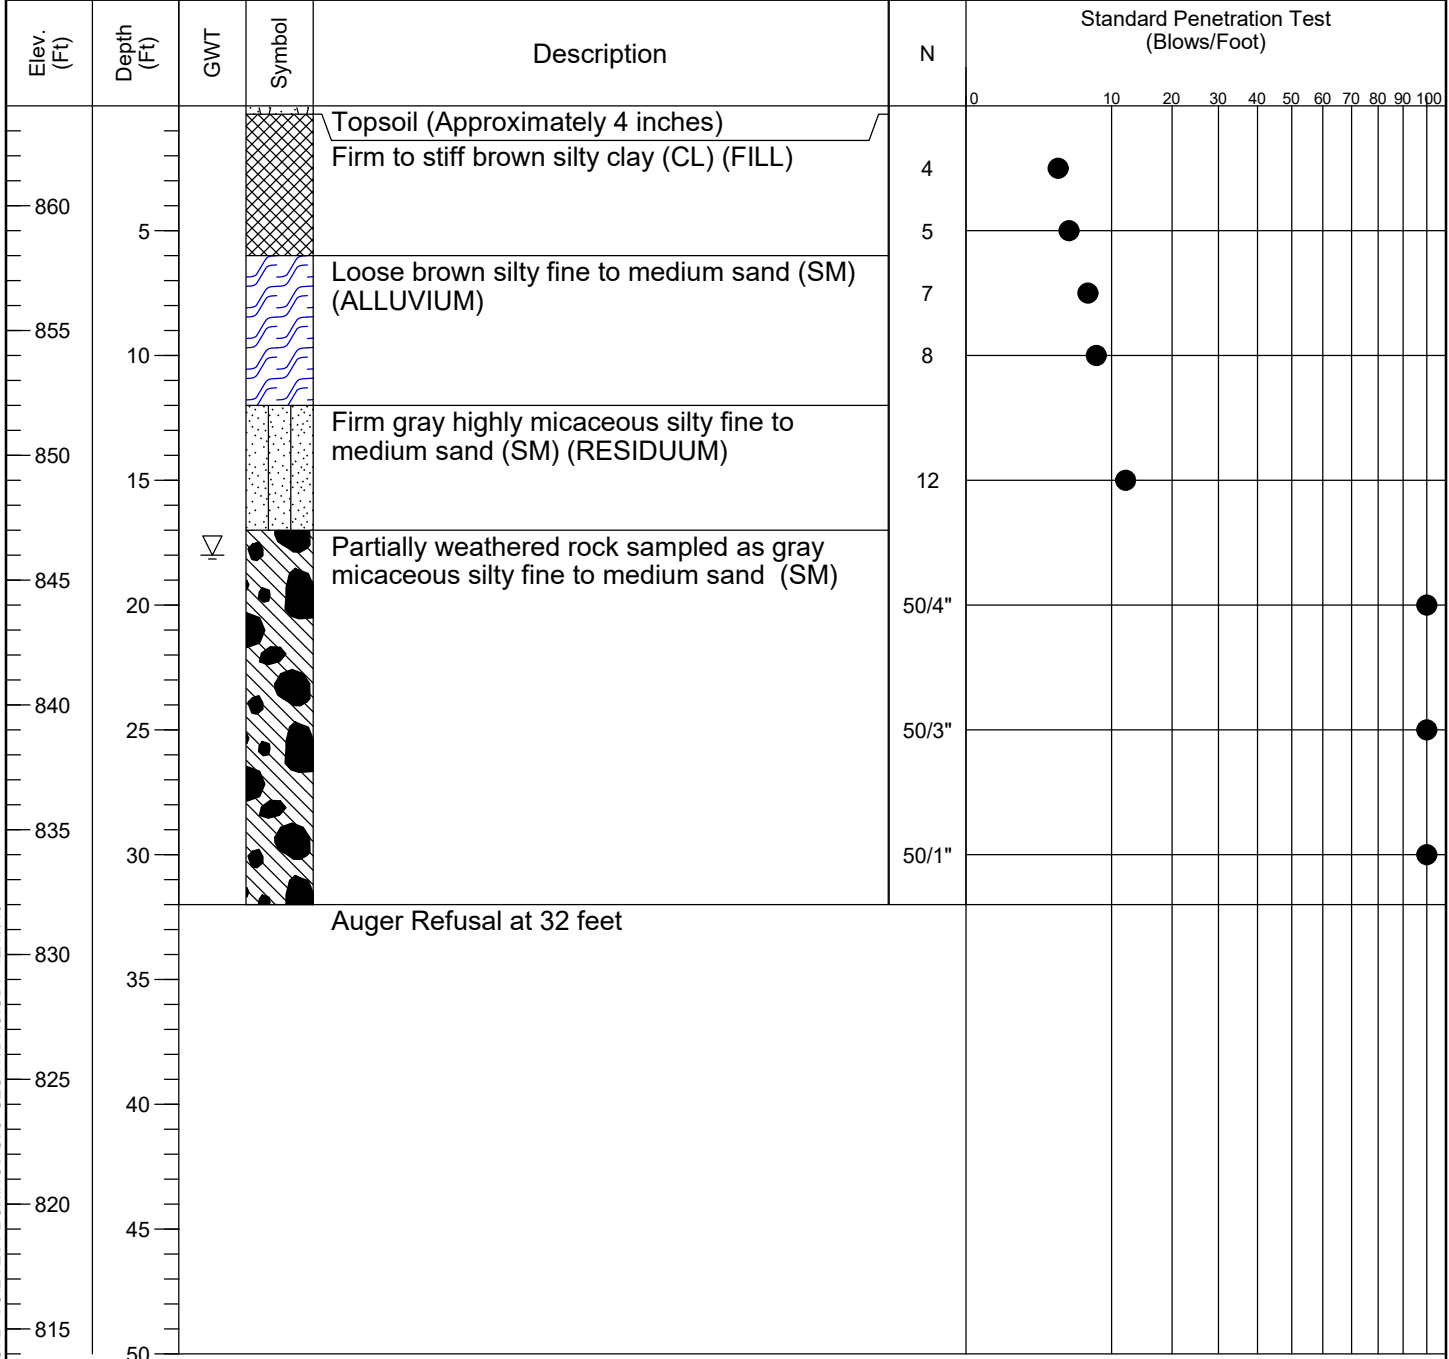 Elev.
(Ft)
Depth
(Ft)
GWT
Symbol
Description
N
Standard Penetration Test
(Blows/Foot)
0 10 20 30 40 50 60 70 80 90 100
Topsoil (Approximately 4 inches)
Firm to stiff brown silty clay (CL) (FILL)
4
860
5 5
Loose brown silty fine to medium sand (SM)
(ALLUVIUM)
7
855
10 8
Firm gray highly micaceous silty fine to
medium sand (SM) (RESIDUUM)
850
15 12
Partially weathered rock sampled as gray
micaceous silty fine to medium sand (SM)
845
20 50/4"
840
25 50/3"
835
30 50/1"
Auger Refusal at 32 feet
830
35
825
40
820
45
815
50